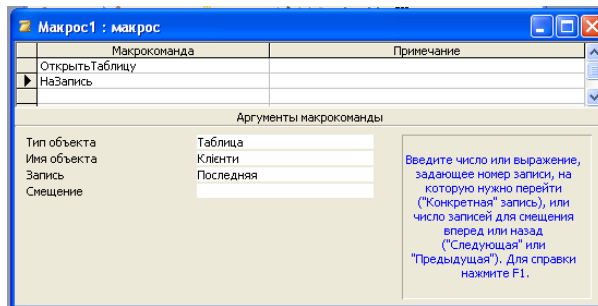 Макрос1 : макрос
Макрокоманда Примечание
ОткрытьТаблицу
НаЗапись
Аргументы макрокоманды
Тип объекта Таблица
Имя объекта Клієнти
Запись Последняя
Смещение
Введите число или выражение,
задающее номер записи, на
которую нужно перейти
("Конкретная" запись), или
число записей для смещения
вперед или назад
("Следующая" или
"Предыдущая"). Для справки
нажмите F1.